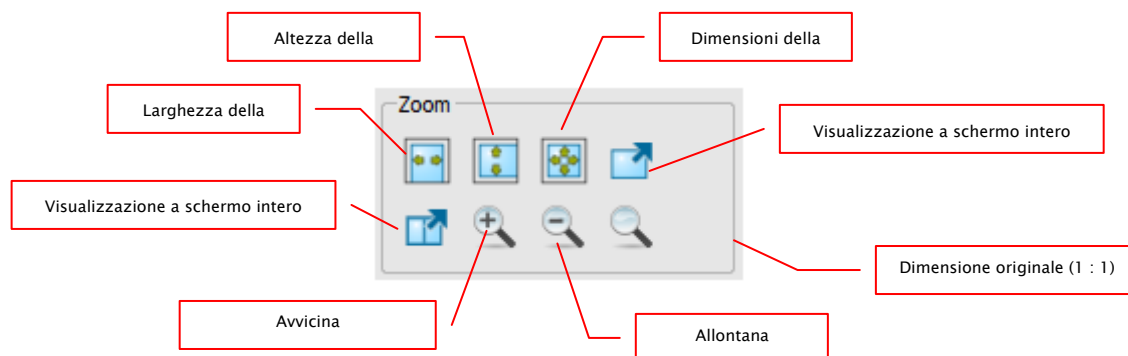 Altezza della
Dimensioni della
Larghezza della
Zoom
Visualizzazione a schermo intero
Visualizzazione a schermo intero
Dimensione originale (1 : 1)
Avvicina
Allontana